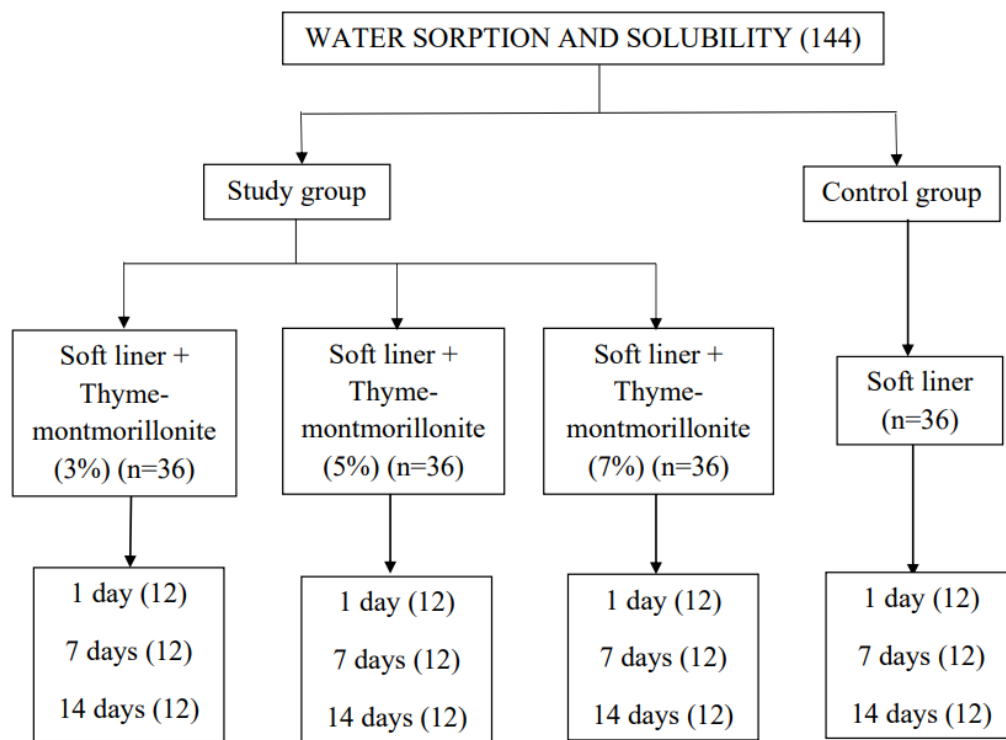 WATER SORPTION AND SOLUBILITY (144)
Study group
Control group
Soft liner +
Thyme-
montmorillonite
(3%) (n=36)
Soft liner +
Thyme-
montmorillonite
(5%) (n=36)
Soft liner +
Thyme-
montmorillonite
(7%) (n=36)
Soft liner
(n=36)
1 day (12)
7 days (12)
14 days (12)
1 day (12)
7 days (12)
14 days (12)
1 day (12)
7 days (12)
14 days (12)
1 day (12)
7 days (12)
14 days (12)